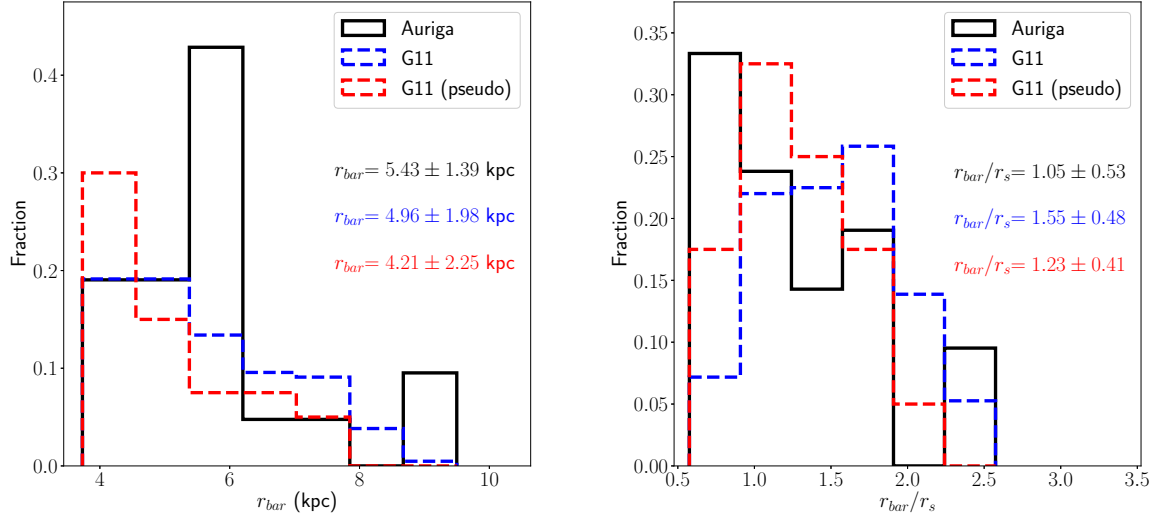 Auriga
G11
G11 (pseudo)
r_bar= 5.43 ± 1.39 kpc
r_bar= 4.96 ± 1.98 kpc
r_bar= 4.21 ± 2.25 kpc
Fraction
0.4
0.3
0.2
0.1
0.0
4 6 8 10
r_bar (kpc)
Auriga
G11
G11 (pseudo)
r_bar/r_s= 1.05 ± 0.53
r_bar/r_s= 1.55 ± 0.48
r_bar/r_s= 1.23 ± 0.41
Fraction
0.35
0.30
0.25
0.20
0.15
0.10
0.05
0.00
0.5 1.0 1.5 2.0 2.5 3.0 3.5
r_bar/r_s